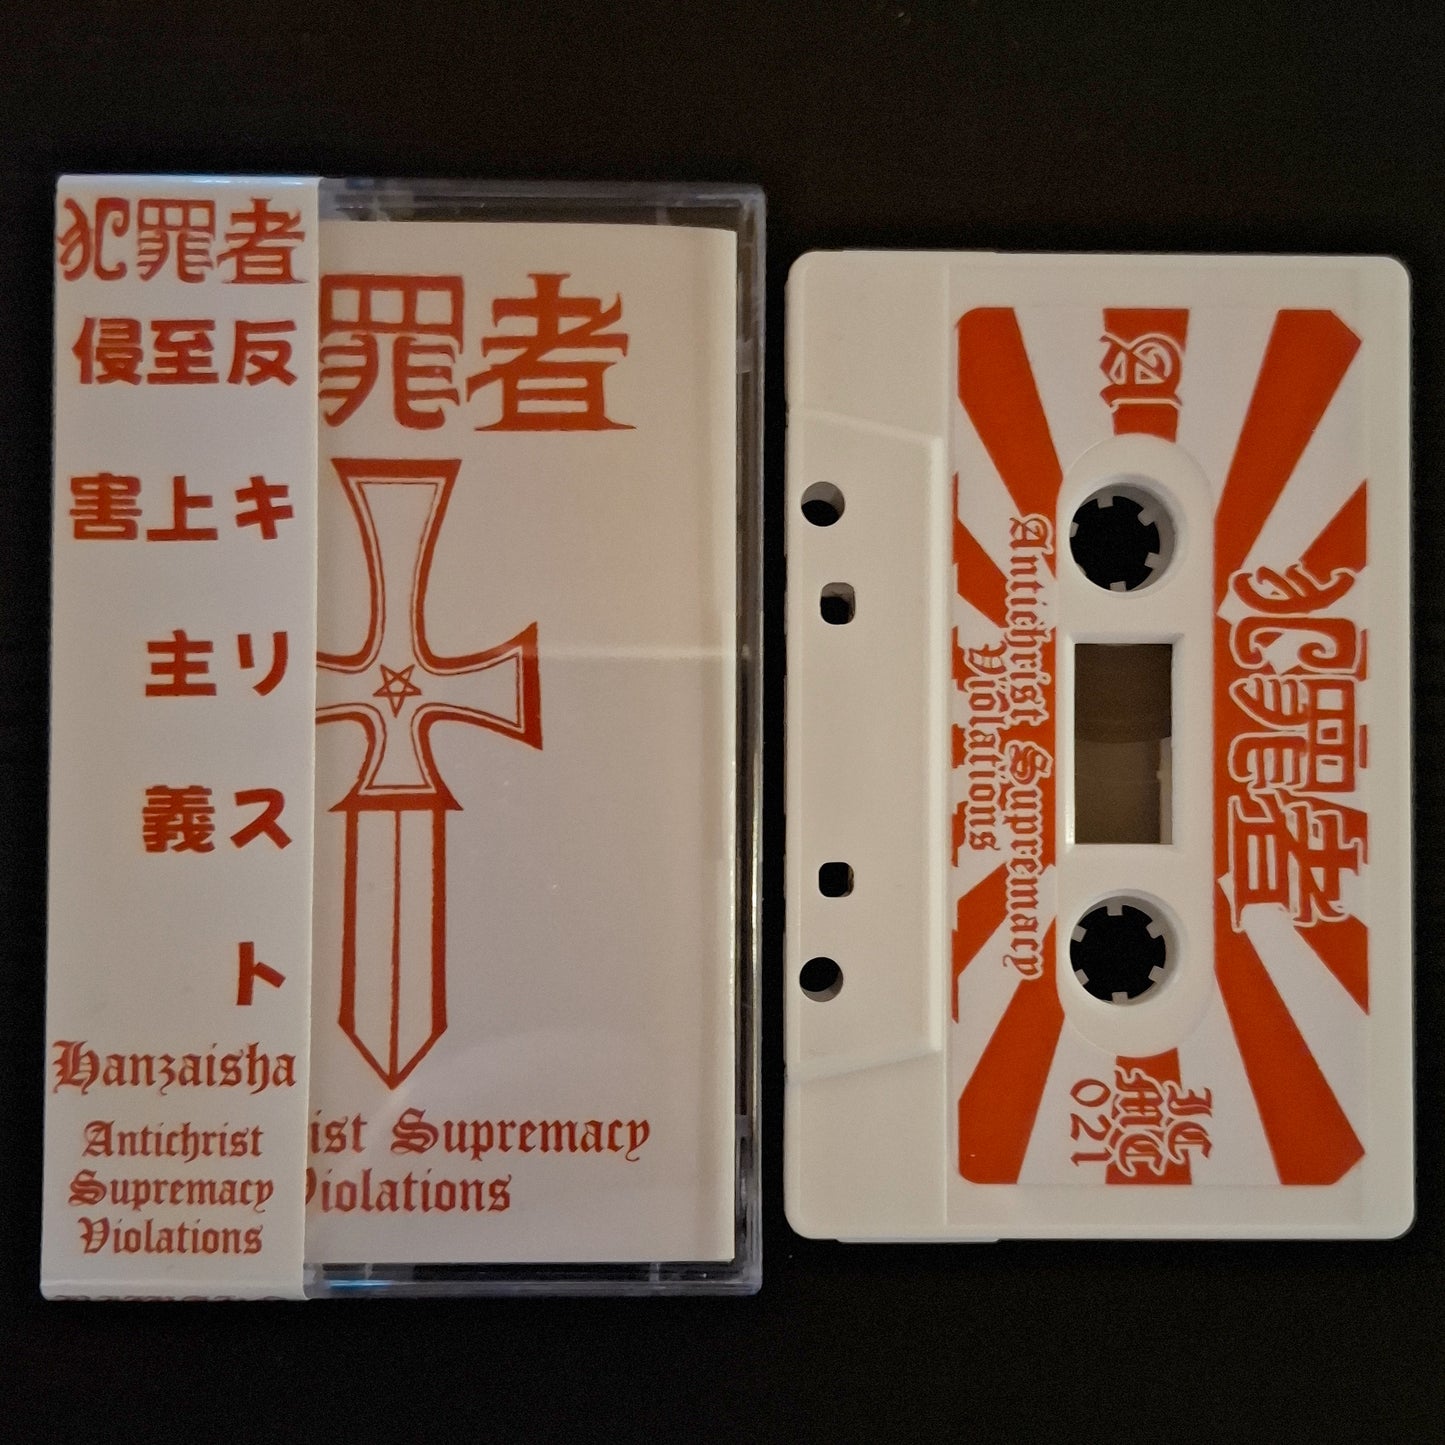 犯罪者
反キリスト
至上主義
侵害
Hanzaisha
Antichrist
Supremacy
Violations
罪者
ist Supremacy
Violations
A
犯罪者
Antichrist Supremacy
Violations
021